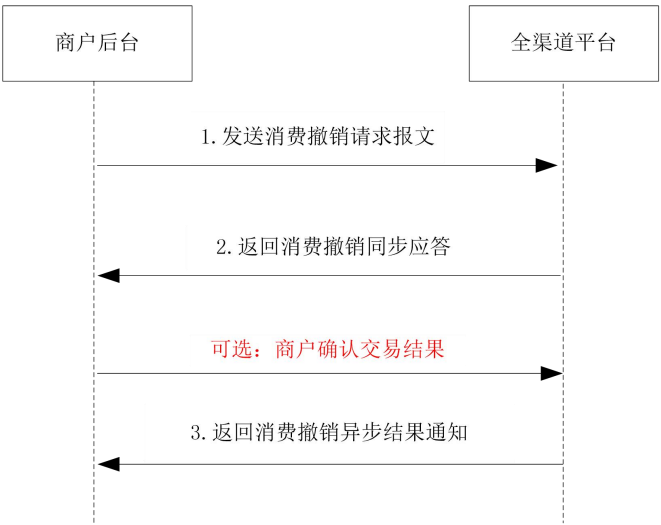 商户后台
全渠道平台
1.发送消费撤销请求报文
2.返回消费撤销同步应答
可选：商户确认交易结果
3.返回消费撤销异步结果通知